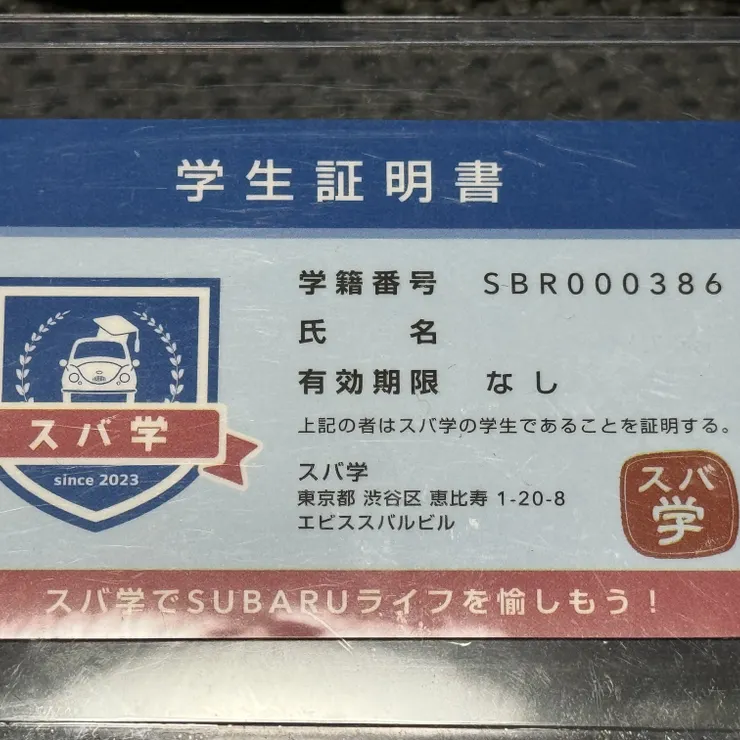 学生証明書
学籍番号 SBR000386
氏名
有効期限 なし
上記の者はスバ学の学生であることを証明する。
スバ学
since 2023
スバ学
東京都 渋谷区 恵比寿 1-20-8
エビススバルビル
スバ
学
スバ学でSUBARUライフを愉しもう！